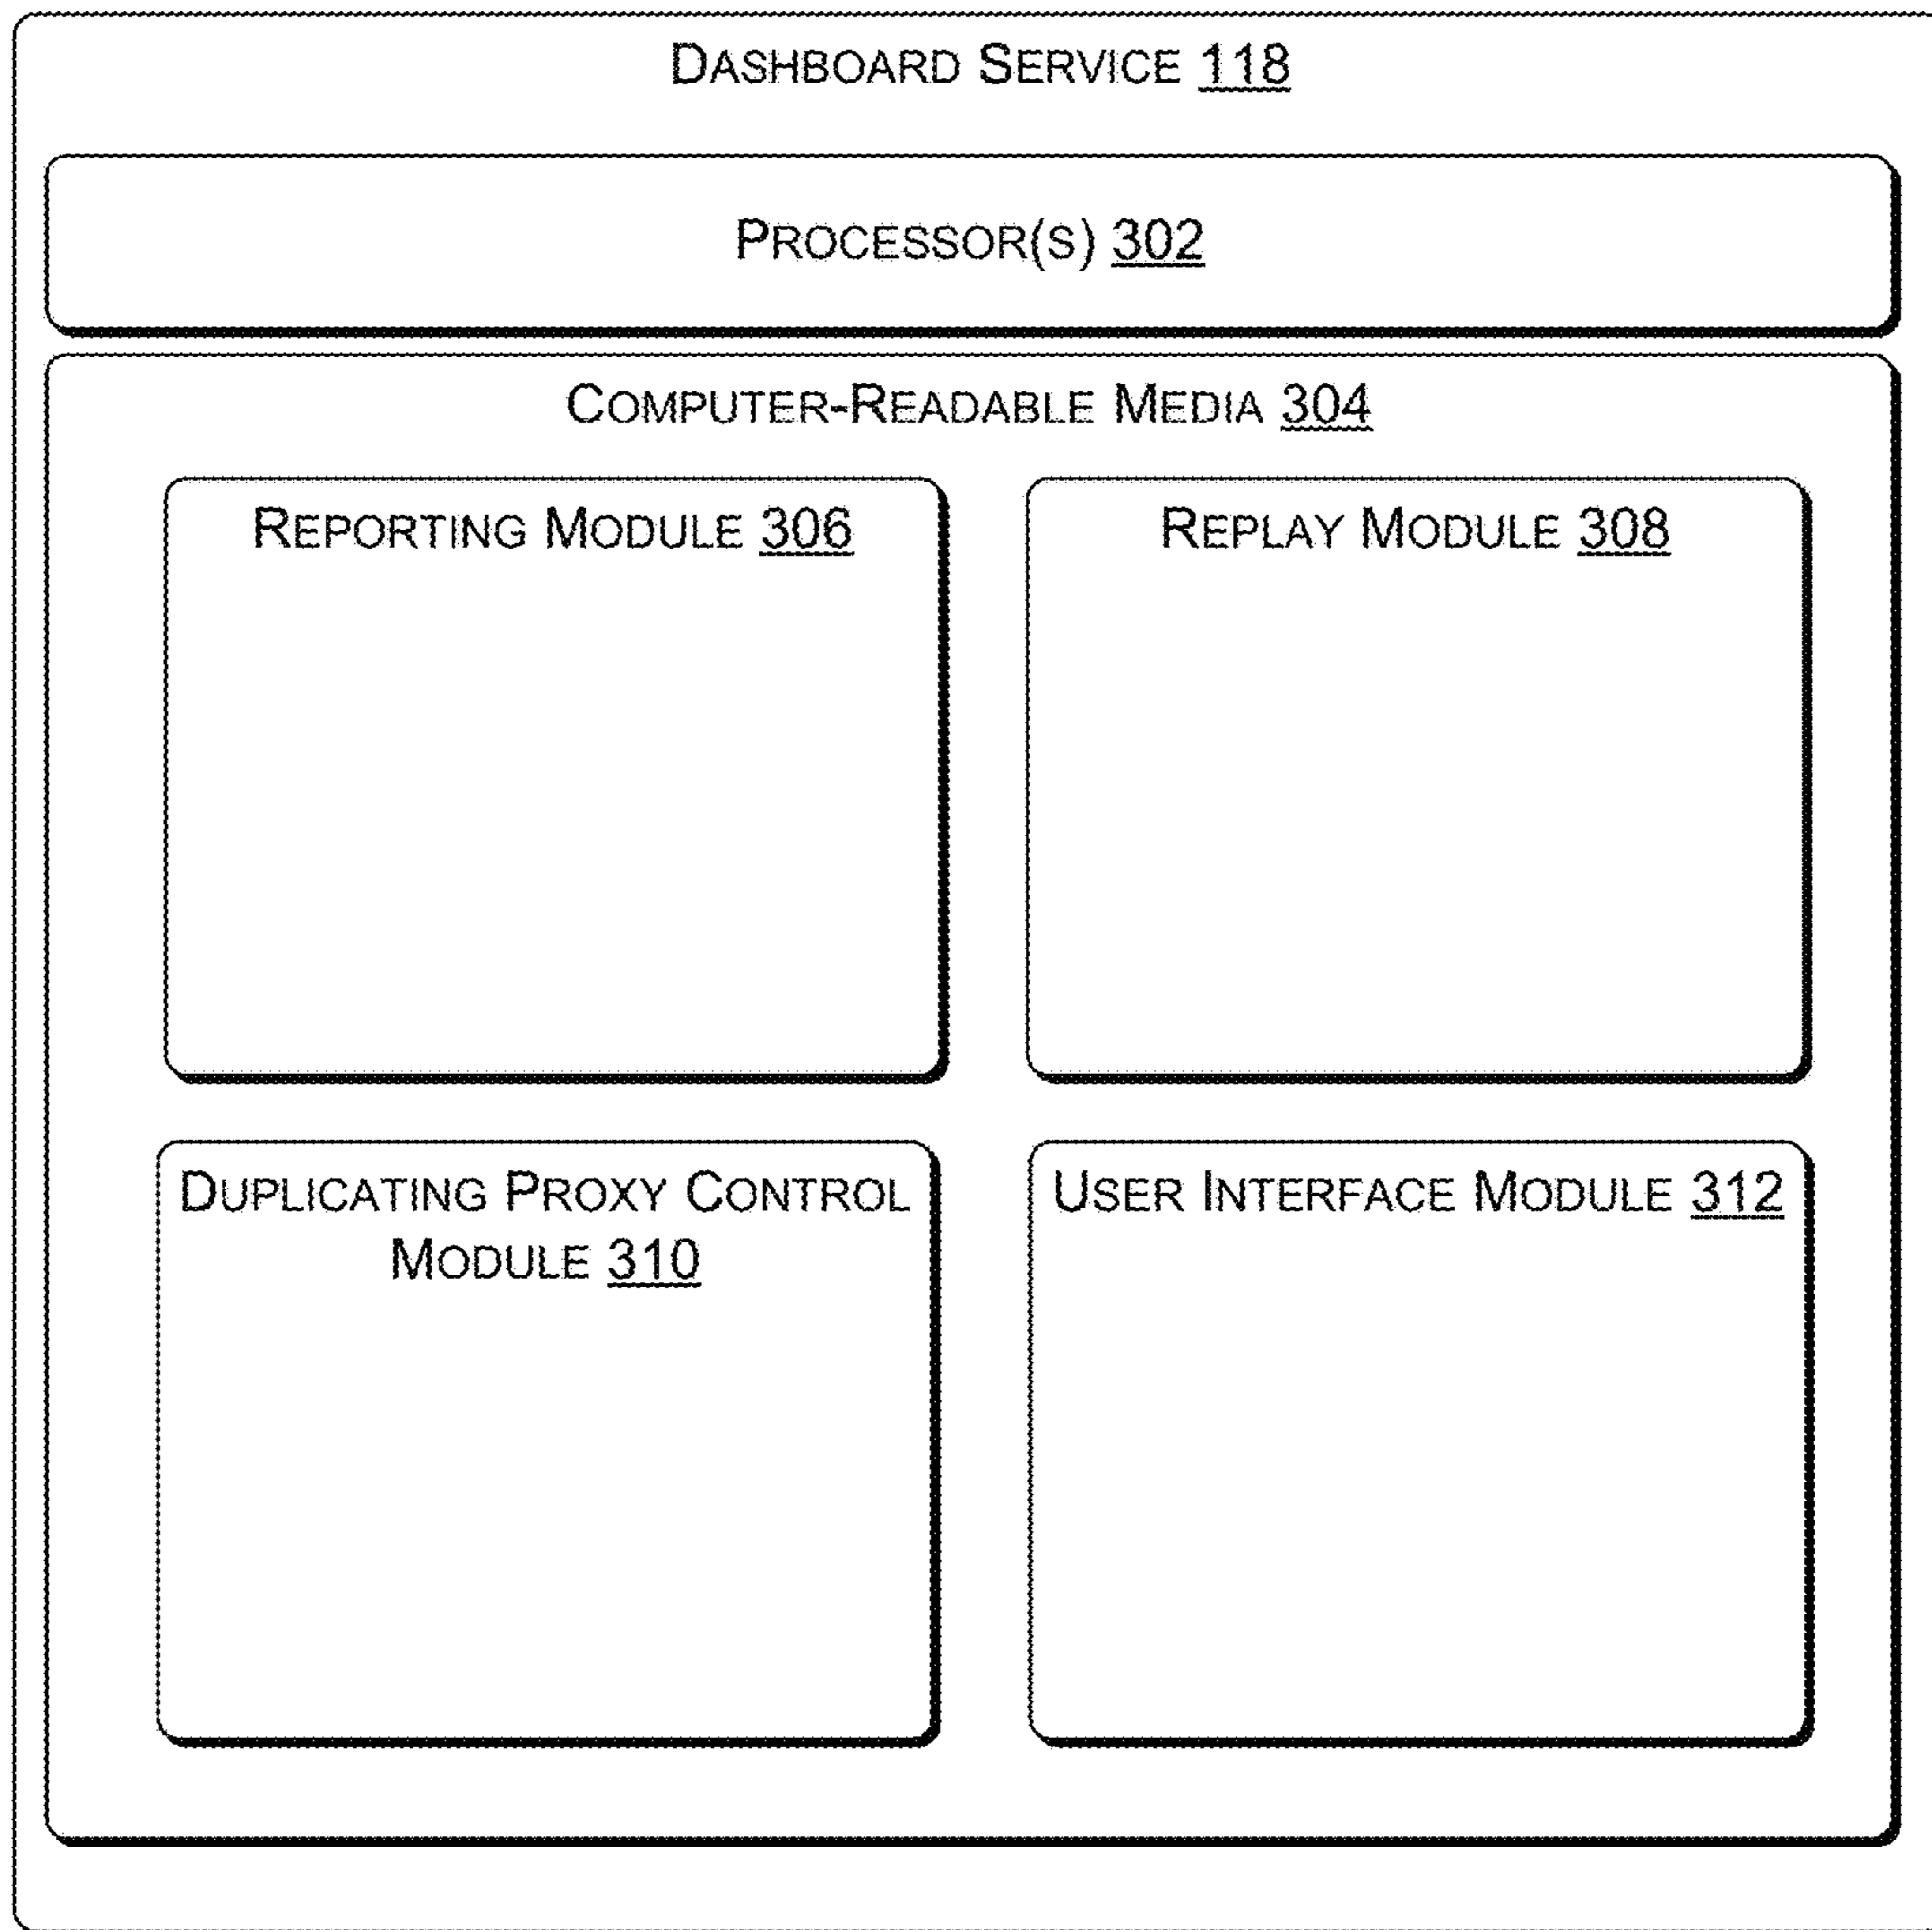 DASHBOARD SERVICE 118
PROCESSOR(S) 302
COMPUTER-READABLE MEDIA 304
REPORTING MODULE 306
REPLAY MODULE 308
DUPLICATING PROXY CONTROL
MODULE 310
USER INTERFACE MODULE 312